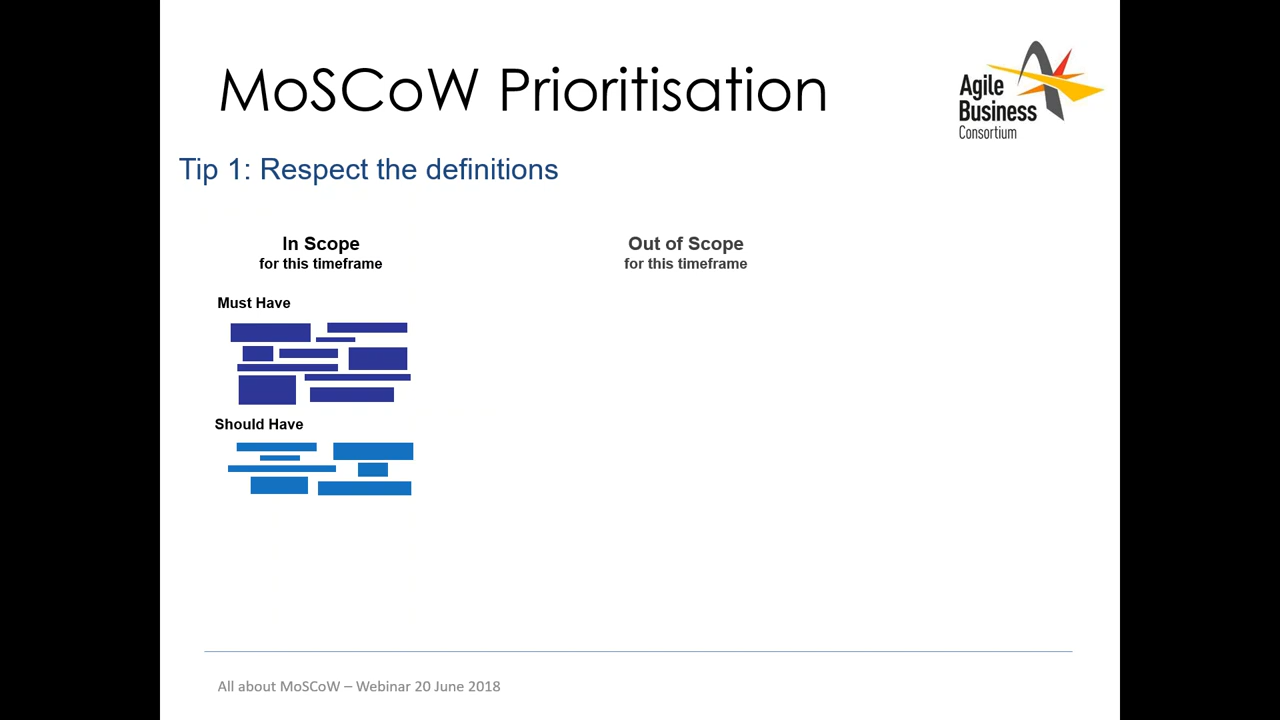 MoSCoW Prioritisation
Agile
Business
Consortium
Tip 1: Respect the definitions
In Scope
for this timeframe
Out of Scope
for this timeframe
Must Have
Should Have
All about MoSCoW – Webinar 20 June 2018